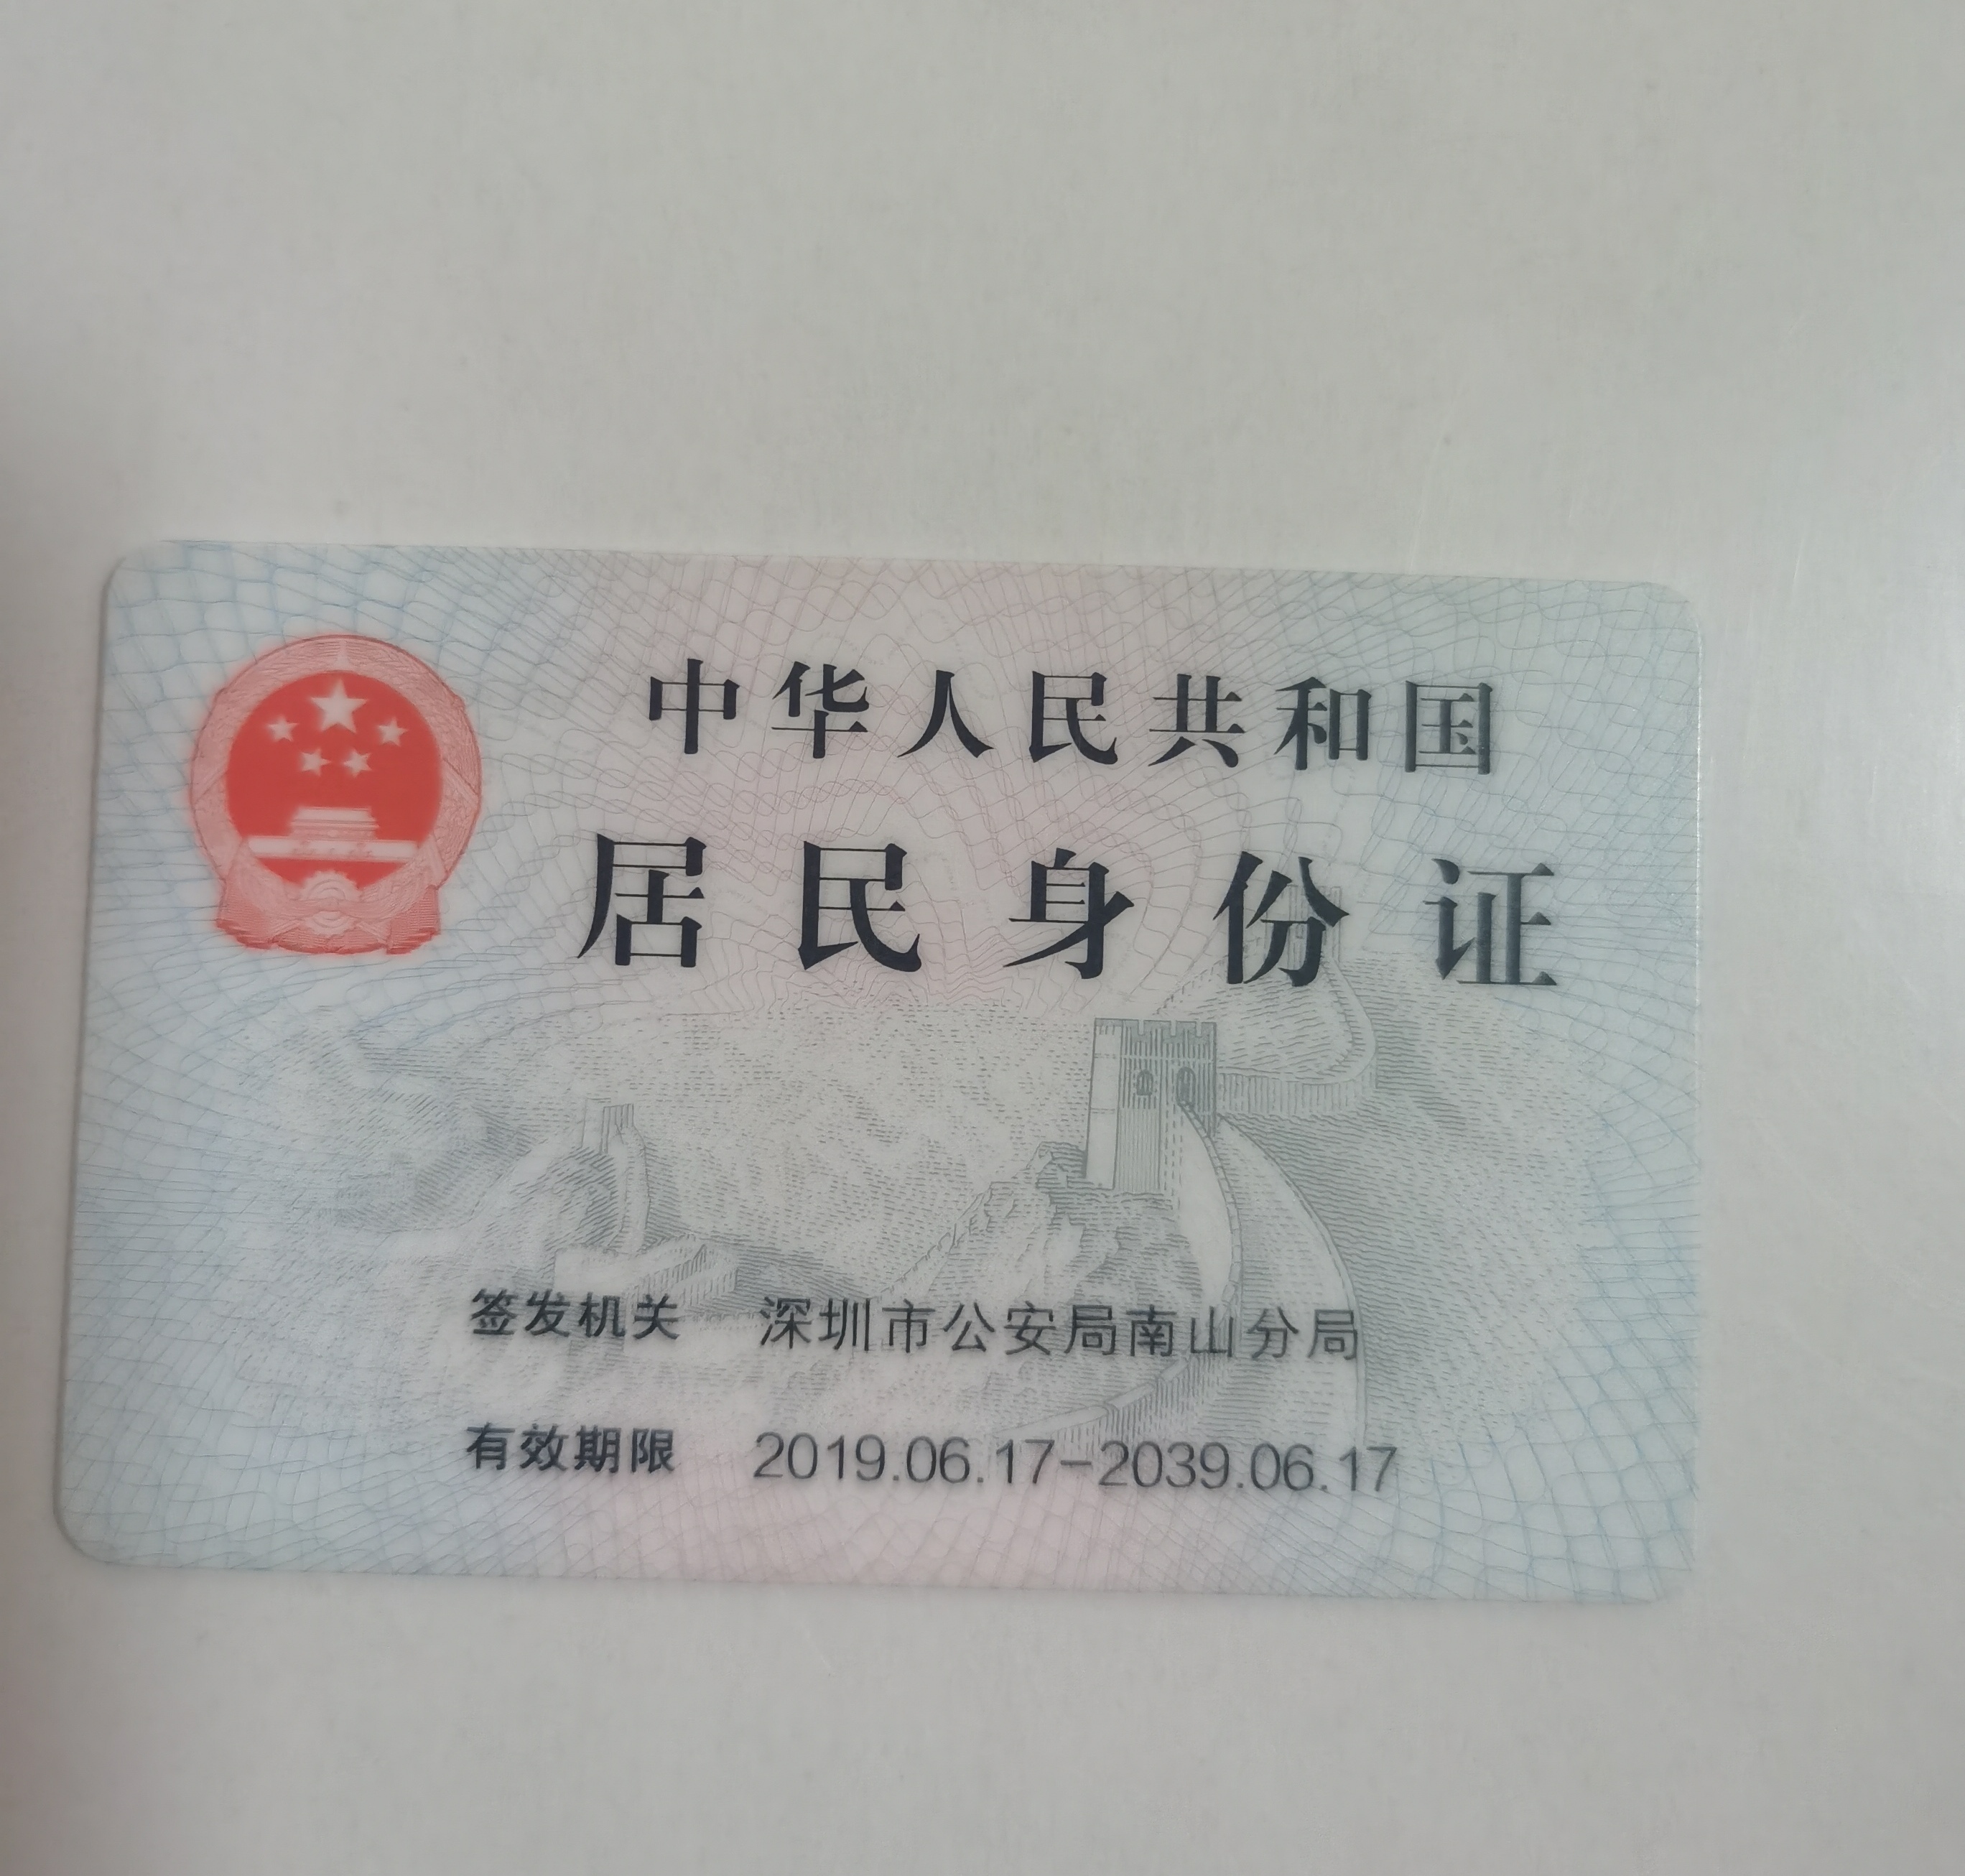 中华人民共和国
居民身份证
签发机关 深圳市公安局南山分局
有效期限 2019.06.17-2039.06.17